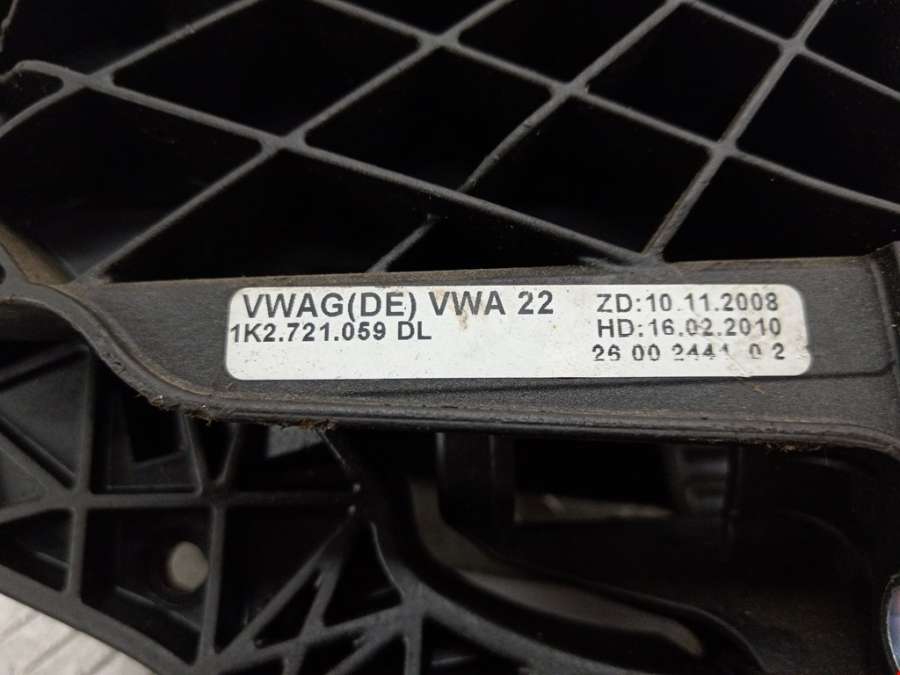 VWAG(DE) VWA 22
1K2.721.059 DL
ZD:10.11.2008
HD:16.02.2010
26 00 2441 0 2